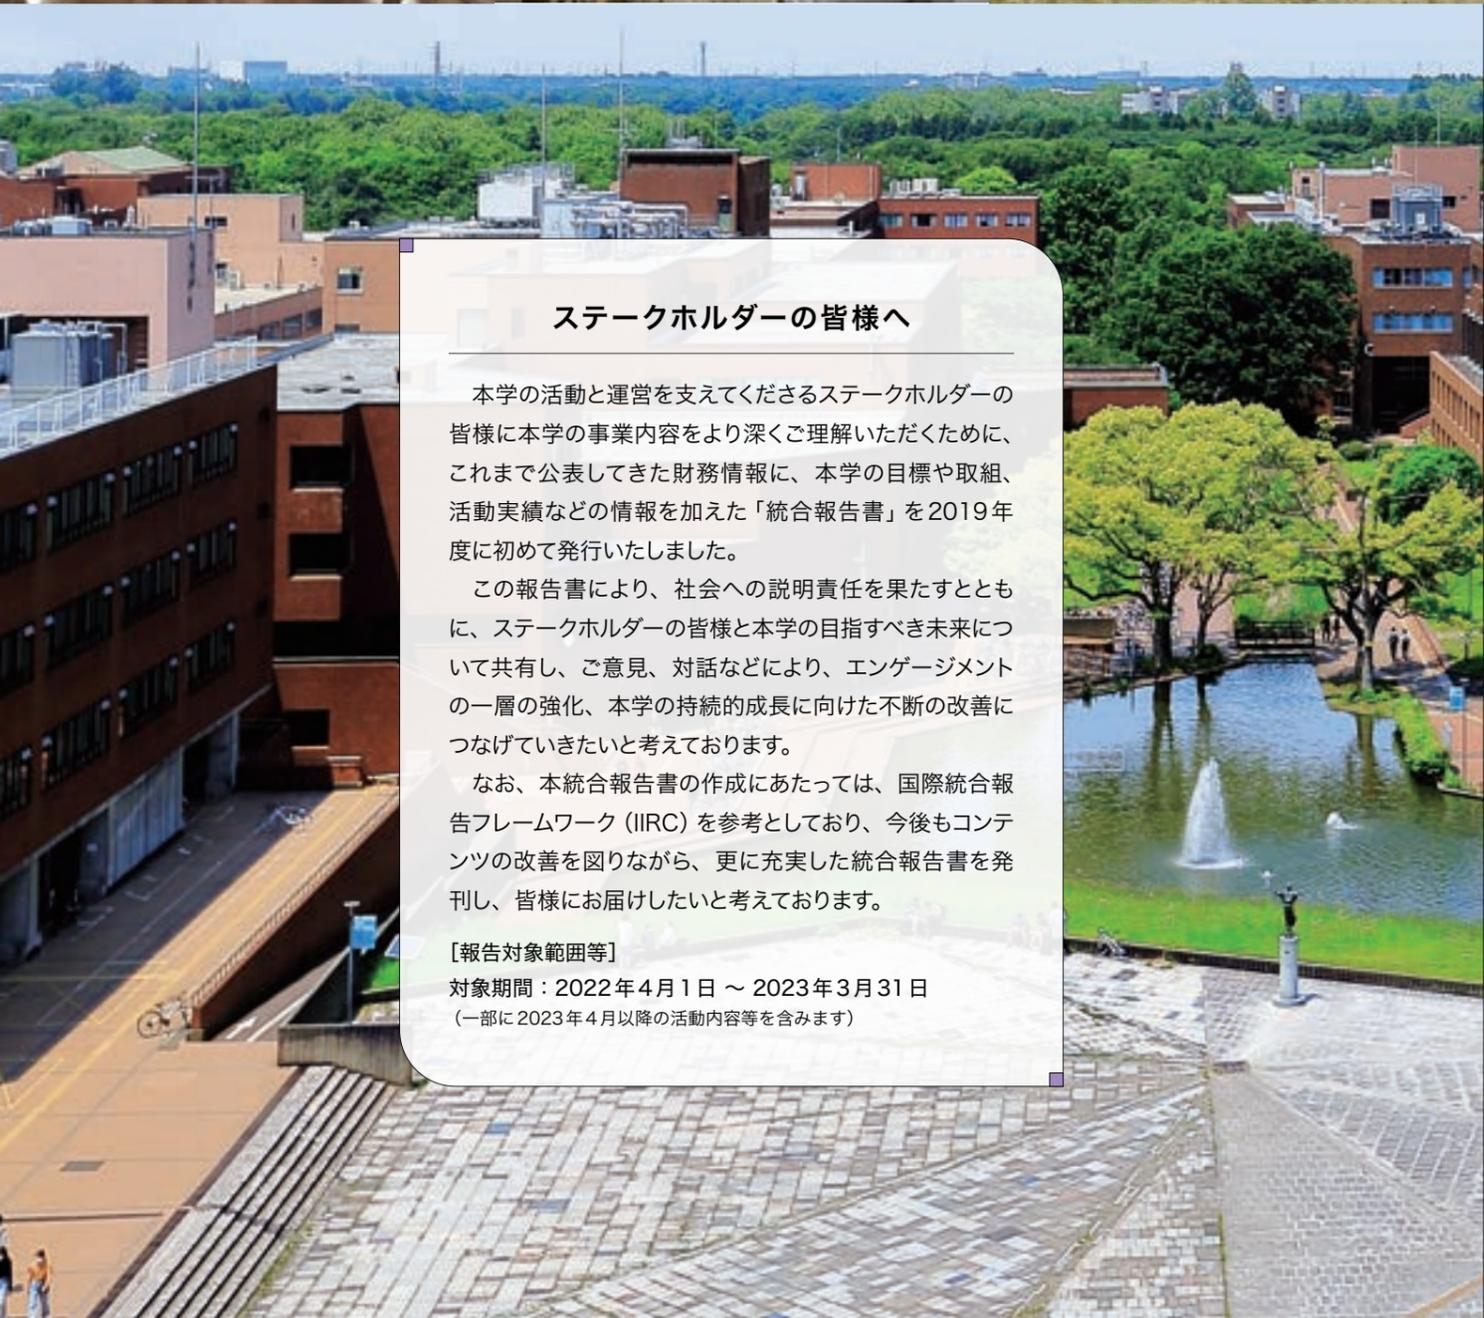 ステークホルダーの皆様へ
本学の活動と運営を支えてくださるステークホルダーの
皆様に本学の事業内容をより深くご理解いただくために、
これまで公表してきた財務情報に、本学の目標や取組、
活動実績などの情報を加えた「統合報告書」を2019年
度に初めて発行いたしました。
この報告書により、社会への説明責任を果たすととも
に、ステークホルダーの皆様と本学の目指すべき未来につ
いて共有し、ご意見、対話などにより、エンゲージメント
の一層の強化、本学の持続的成長に向けた不断の改善に
つなげていきたいと考えております。
なお、本統合報告書の作成にあたっては、国際統合報
告フレームワーク(IIRC)を参考としており、今後もコンテ
ンツの改善を図りながら、更に充実した統合報告書を発
刊し、皆様にお届けしたいと考えております。
[報告対象範囲等]
対象期間:2022年4月1日 ～ 2023年3月31日
(一部に2023年4月以降の活動内容等を含みます)